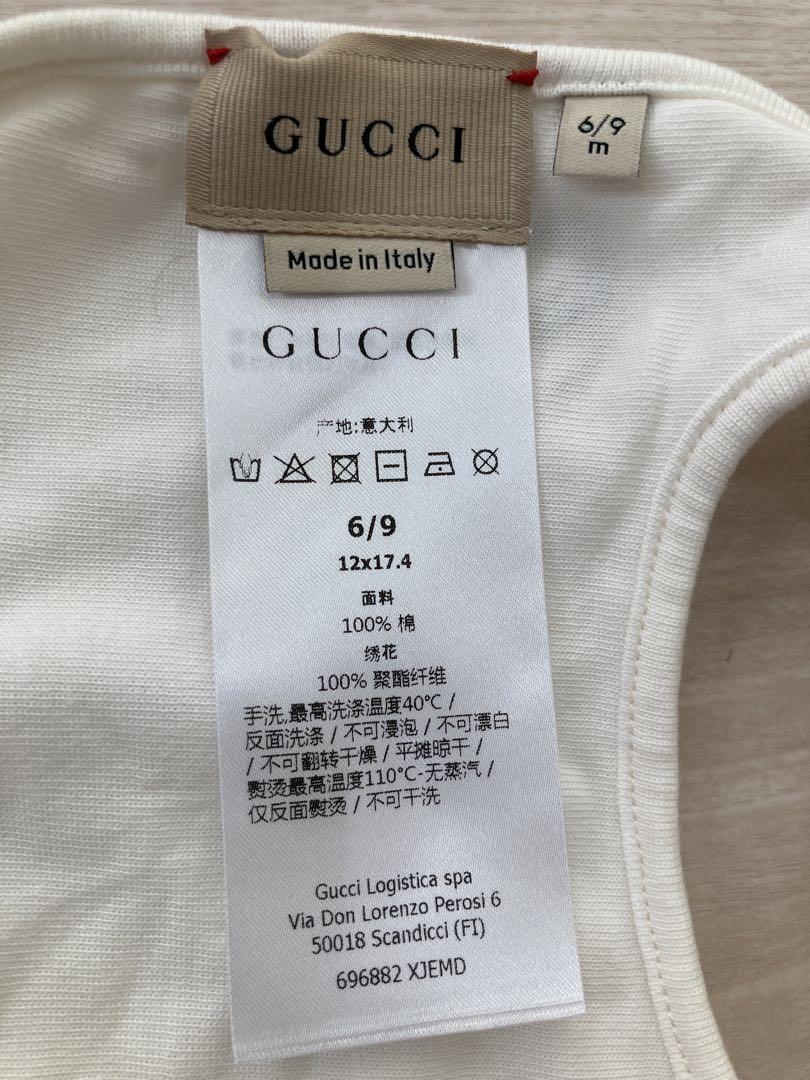 GUCCI
6/9
m
Made in Italy
GUCCI
产地:意大利
6/9
12x17.4
面料
100% 棉
绣花
100% 聚酯纤维
手洗,最高洗涤温度40°C /
反面洗涤 / 不可浸泡 / 不可漂白
/ 不可翻转干燥 / 平摊晾干 /
熨烫最高温度110°C-无蒸汽 /
仅反面熨烫 / 不可干洗
Gucci Logistica spa
Via Don Lorenzo Perosi 6
50018 Scandicci (FI)
696882 XJEMD